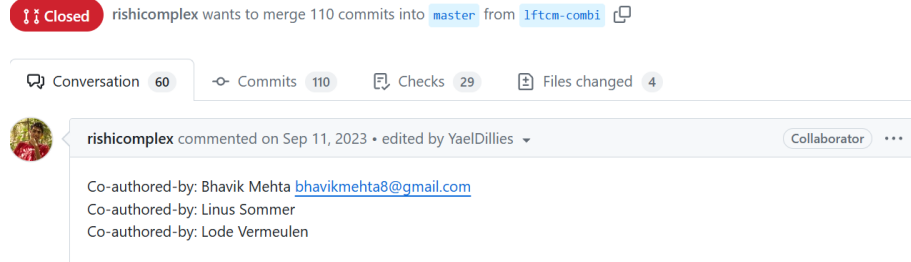 Closed rishicomplex wants to merge 110 commits into master from lftcm-combi
Conversation 60 Commits 110 Checks 29 Files changed 4
rishicomplex commented on Sep 11, 2023 • edited by YaelDillies Collaborator
Co-authored-by: Bhavik Mehta bhavikmehta8@gmail.com
Co-authored-by: Linus Sommer
Co-authored-by: Lode Vermeulen